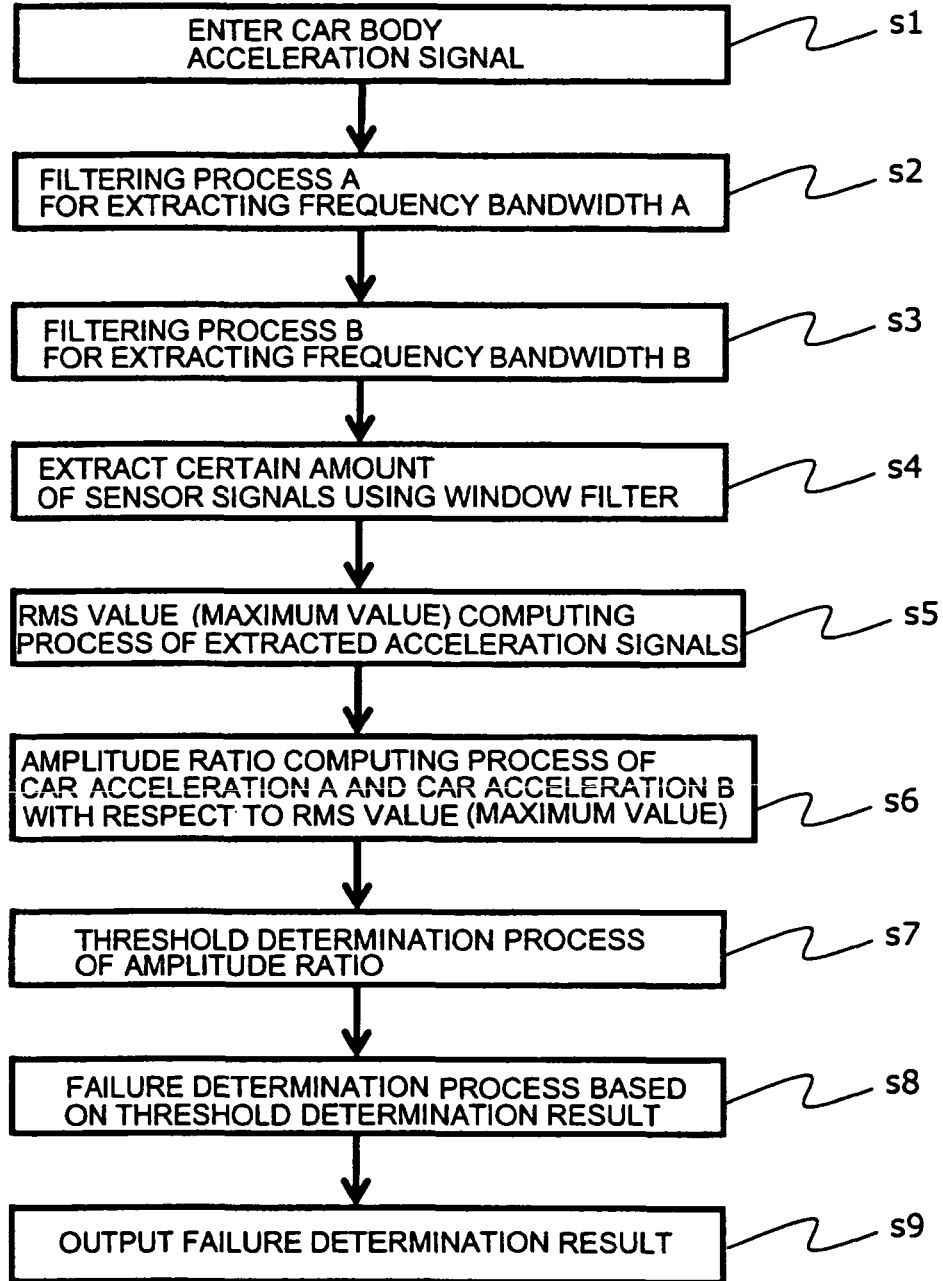 ENTER CAR BODY
ACCELERATION SIGNAL
s1
FILTERING PROCESS A
FOR EXTRACTING FREQUENCY BANDWIDTH A
s2
FILTERING PROCESS B
FOR EXTRACTING FREQUENCY BANDWIDTH B
s3
EXTRACT CERTAIN AMOUNT
OF SENSOR SIGNALS USING WINDOW FILTER
s4
RMS VALUE (MAXIMUM VALUE) COMPUTING
PROCESS OF EXTRACTED ACCELERATION SIGNALS
s5
AMPLITUDE RATIO COMPUTING PROCESS OF
CAR ACCELERATION A AND CAR ACCELERATION B
WITH RESPECT TO RMS VALUE (MAXIMUM VALUE)
s6
THRESHOLD DETERMINATION PROCESS
OF AMPLITUDE RATIO
s7
FAILURE DETERMINATION PROCESS BASED
ON THRESHOLD DETERMINATION RESULT
s8
OUTPUT FAILURE DETERMINATION RESULT
s9